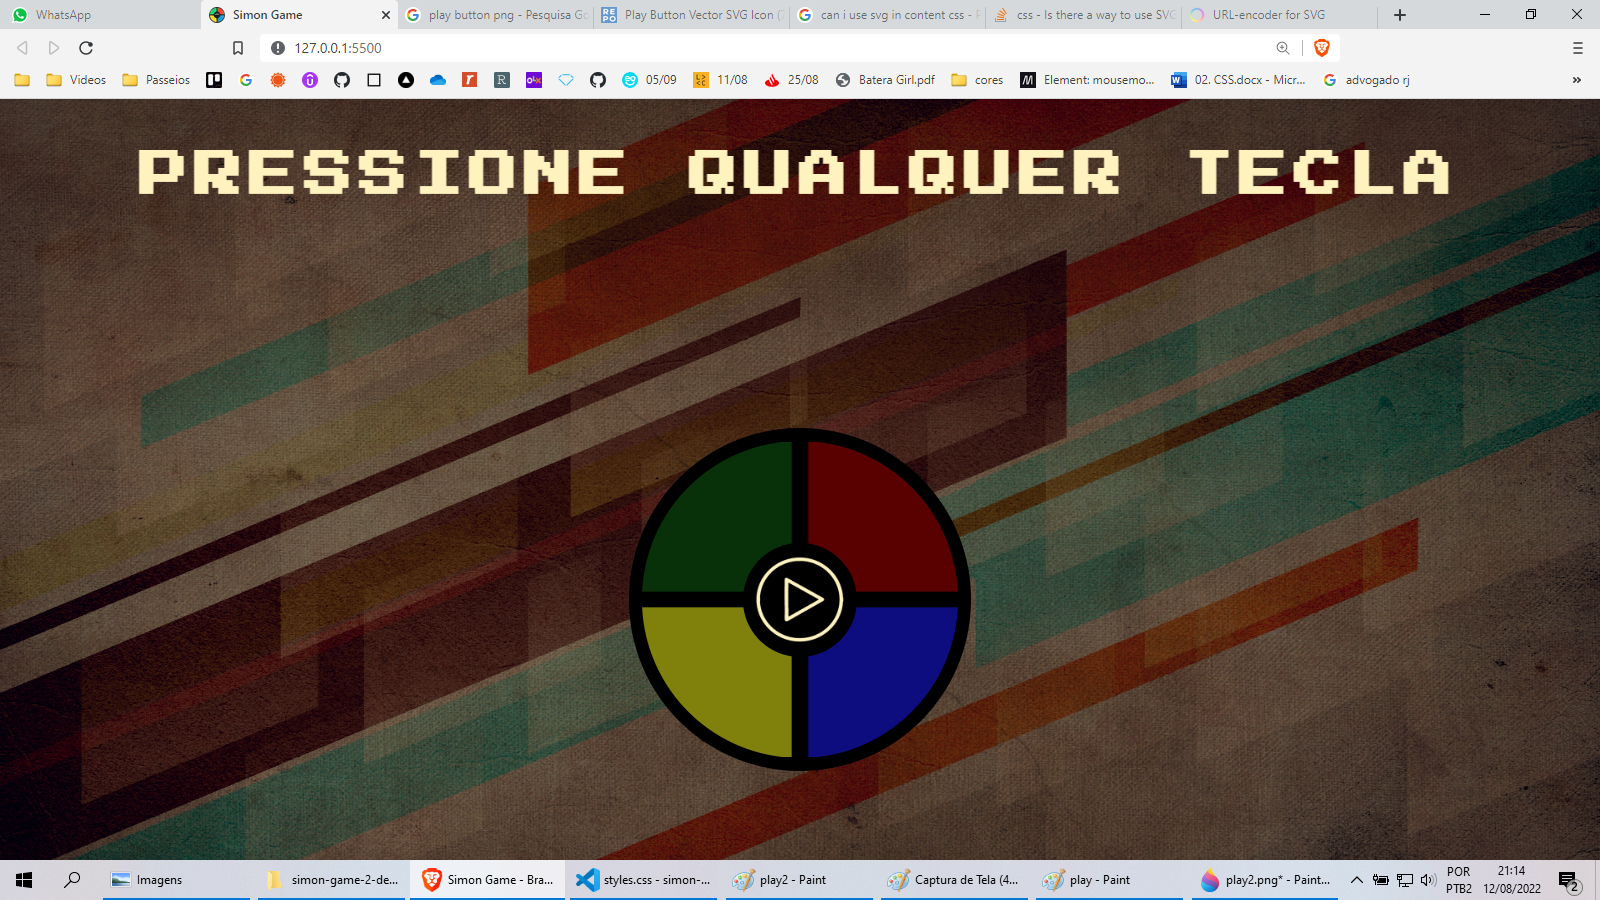 WhatsApp
Simon Game
play button png - Pesquisa Go
Play Button Vector SVG Icon (
can i use svg in content css - P
css - Is there a way to use SVG
URL-encoder for SVG
127.0.0.1:5500
Videos
Passeios
05/09
11/08
25/08
Batera Girl.pdf
cores
Element: mousemo...
02. CSS.docx - Micr...
advogado rj
»
PRESSIONE QUALQUER TECLA
Imagens
simon-game-2-de...
Simon Game - Bra...
styles.css - simon-...
play2 - Paint
Captura de Tela (4...
play - Paint
play2.png* - Paint...
POR
PTB2
21:14
12/08/2022
2